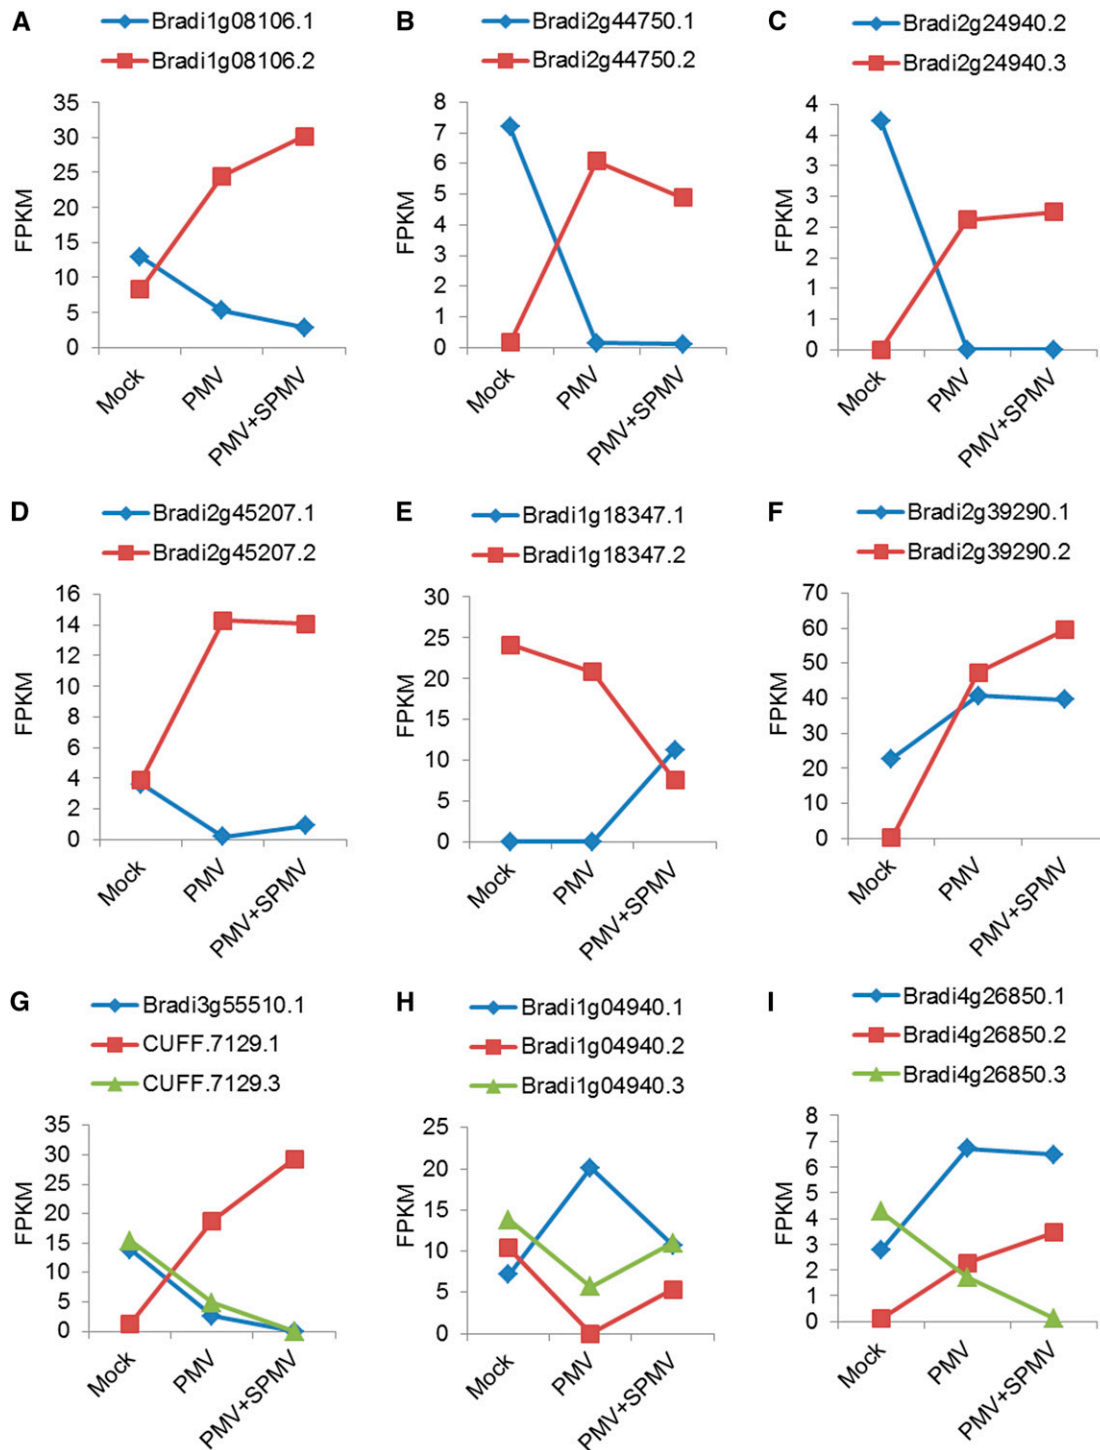 A
Bradi1g08106.1
Bradi1g08106.2
35
30
25
20
15
10
5
0
FPKM
Mock
PMV
PMV+SPMV
B
Bradi2g44750.1
Bradi2g44750.2
8
7
6
5
4
3
2
1
0
FPKM
Mock
PMV
PMV+SPMV
C
Bradi2g24940.2
Bradi2g24940.3
4
4
3
3
2
2
1
1
0
FPKM
Mock
PMV
PMV+SPMV
D
Bradi2g45207.1
Bradi2g45207.2
16
14
12
10
8
6
4
2
0
FPKM
Mock
PMV
PMV+SPMV
E
Bradi1g18347.1
Bradi1g18347.2
30
25
20
15
10
5
0
FPKM
Mock
PMV
PMV+SPMV
F
Bradi2g39290.1
Bradi2g39290.2
70
60
50
40
30
20
10
0
FPKM
Mock
PMV
PMV+SPMV
G
Bradi3g55510.1
CUFF.7129.1
CUFF.7129.3
35
30
25
20
15
10
5
0
FPKM
Mock
PMV
PMV+SPMV
H
Bradi1g04940.1
Bradi1g04940.2
Bradi1g04940.3
25
20
15
10
5
0
FPKM
Mock
PMV
PMV+SPMV
I
Bradi4g26850.1
Bradi4g26850.2
Bradi4g26850.3
8
7
6
5
4
3
2
1
0
FPKM
Mock
PMV
PMV+SPMV